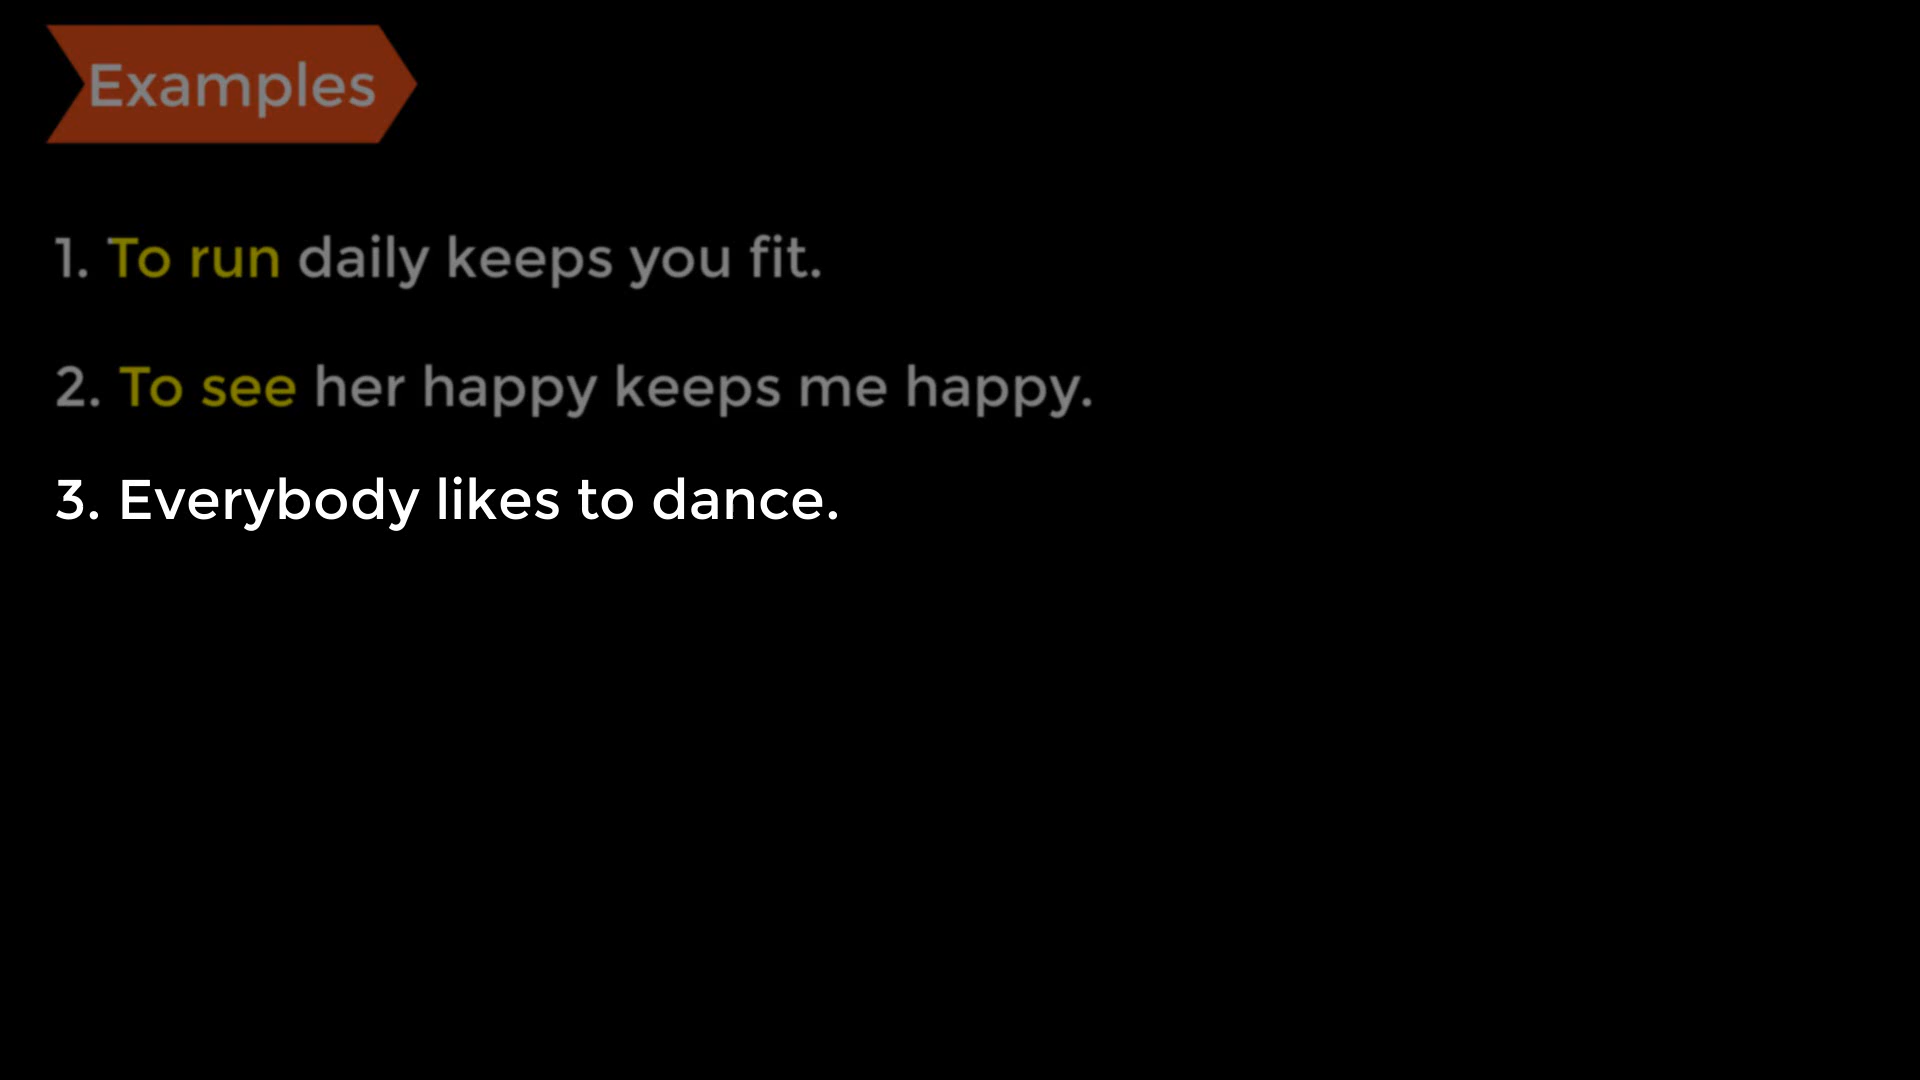 Examples
1. To run daily keeps you fit.
2. To see her happy keeps me happy.
3. Everybody likes to dance.